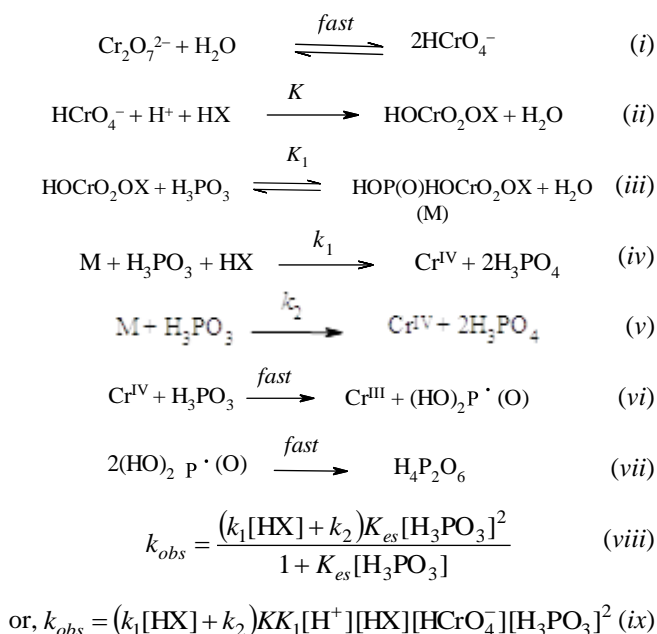 Cr₂O₇²⁻ + H₂O ⇌ (fast) 2HCrO₄⁻ (i)
HCrO₄⁻ + H⁺ + HX → (K) HOCrO₂OX + H₂O (ii)
HOCrO₂OX + H₃PO₃ ⇌ (K₁) HOP(O)HOCrO₂OX + H₂O (iii)
(M)
M + H₃PO₃ + HX → (k₁) Cr^IV + 2H₃PO₄ (iv)
M + H₃PO₃ → (k₂) Cr^IV + 2H₃PO₄ (v)
Cr^IV + H₃PO₃ → (fast) Cr^III + (HO)₂P˙(O) (vi)
2(HO)₂ P ˙(O) → (fast) H₄P₂O₆ (vii)
k_obs = (k₁[HX] + k₂)K_es[H₃PO₃]² / 1 + K_es[H₃PO₃] (viii)
or, k_obs = (k₁[HX] + k₂)KK₁[H⁺][HX][HCrO₄⁻][H₃PO₃]² (ix)